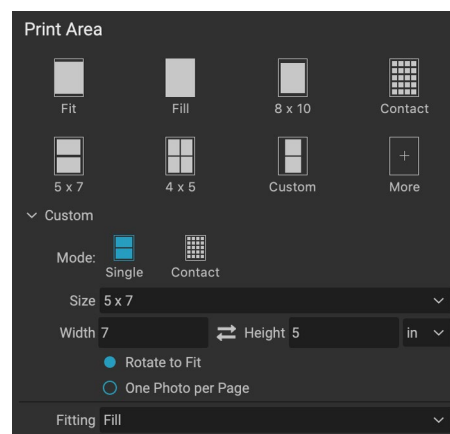 Print Area
Fit Fill 8 x 10 Contact
5 x 7 4 x 5 Custom More
Custom
Mode:
Single Contact
Size 5 x 7
Width 7 Height 5 in
Rotate to Fit
One Photo per Page
Fitting Fill